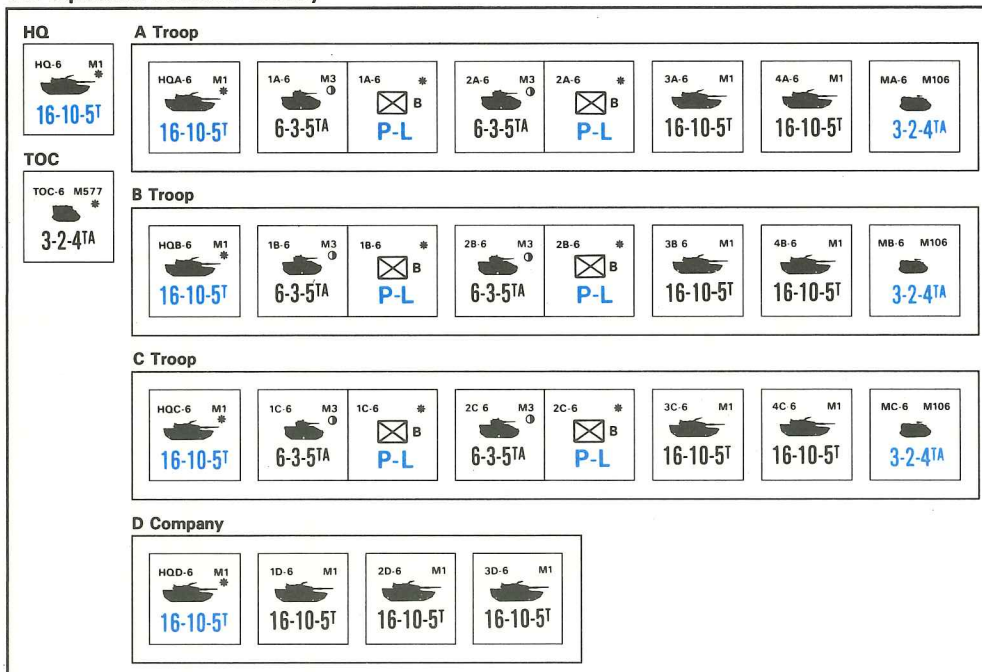 HQ
HQ-6 M1
16-10-5T
TOC
TOC-6 M577
3-2-4TA
A Troop
HQA-6 M1 1A-6 M3 1A-6 2A-6 M3 2A-6 3A-6 M1 4A-6 M1 MA-6 M106
B B
16-10-5T 6-3-5TA P-L 6-3-5TA P-L 16-10-5T 16-10-5T 3-2-4TA
B Troop
HQB-6 M1 1B-6 M3 1B-6 2B-6 M3 2B-6 3B-6 M1 4B-6 M1 MB-6 M106
B B
16-10-5T 6-3-5TA P-L 6-3-5TA P-L 16-10-5T 16-10-5T 3-2-4TA
C Troop
HQC-6 M1 1C-6 M3 1C-6 2C 6 M3 2C-6 3C-6 M1 4C-6 M1 MC-6 M106
B B
16-10-5T 6-3-5TA P-L 6-3-5TA P-L 16-10-5T 16-10-5T 3-2-4TA
D Company
HQD-6 M1 1D-6 M1 2D-6 M1 3D-6 M1
16-10-5T 16-10-5T 16-10-5T 16-10-5T